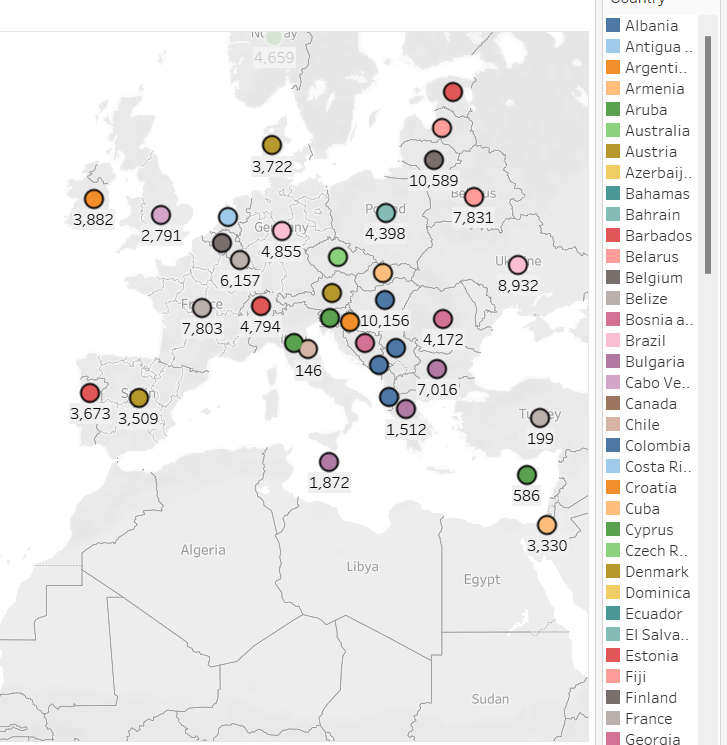 Norway
4,659
3,722
10,589
Belarus
3,882
2,791
Poland
7,831
4,398
Germany
4,855
Ukraine
6,157
8,932
France
7,803
4,794
10,156
4,172
146
7,016
Spain
3,673
3,509
1,512
Turkey
199
1,872
586
3,330
Algeria
Libya
Egypt
Sudan
Country
Albania
Antigua ..
Argenti..
Armenia
Aruba
Australia
Austria
Azerbaij..
Bahamas
Bahrain
Barbados
Belarus
Belgium
Belize
Bosnia a..
Brazil
Bulgaria
Cabo Ve..
Canada
Chile
Colombia
Costa Ri..
Croatia
Cuba
Cyprus
Czech R..
Denmark
Dominica
Ecuador
El Salva..
Estonia
Fiji
Finland
France
Georgia